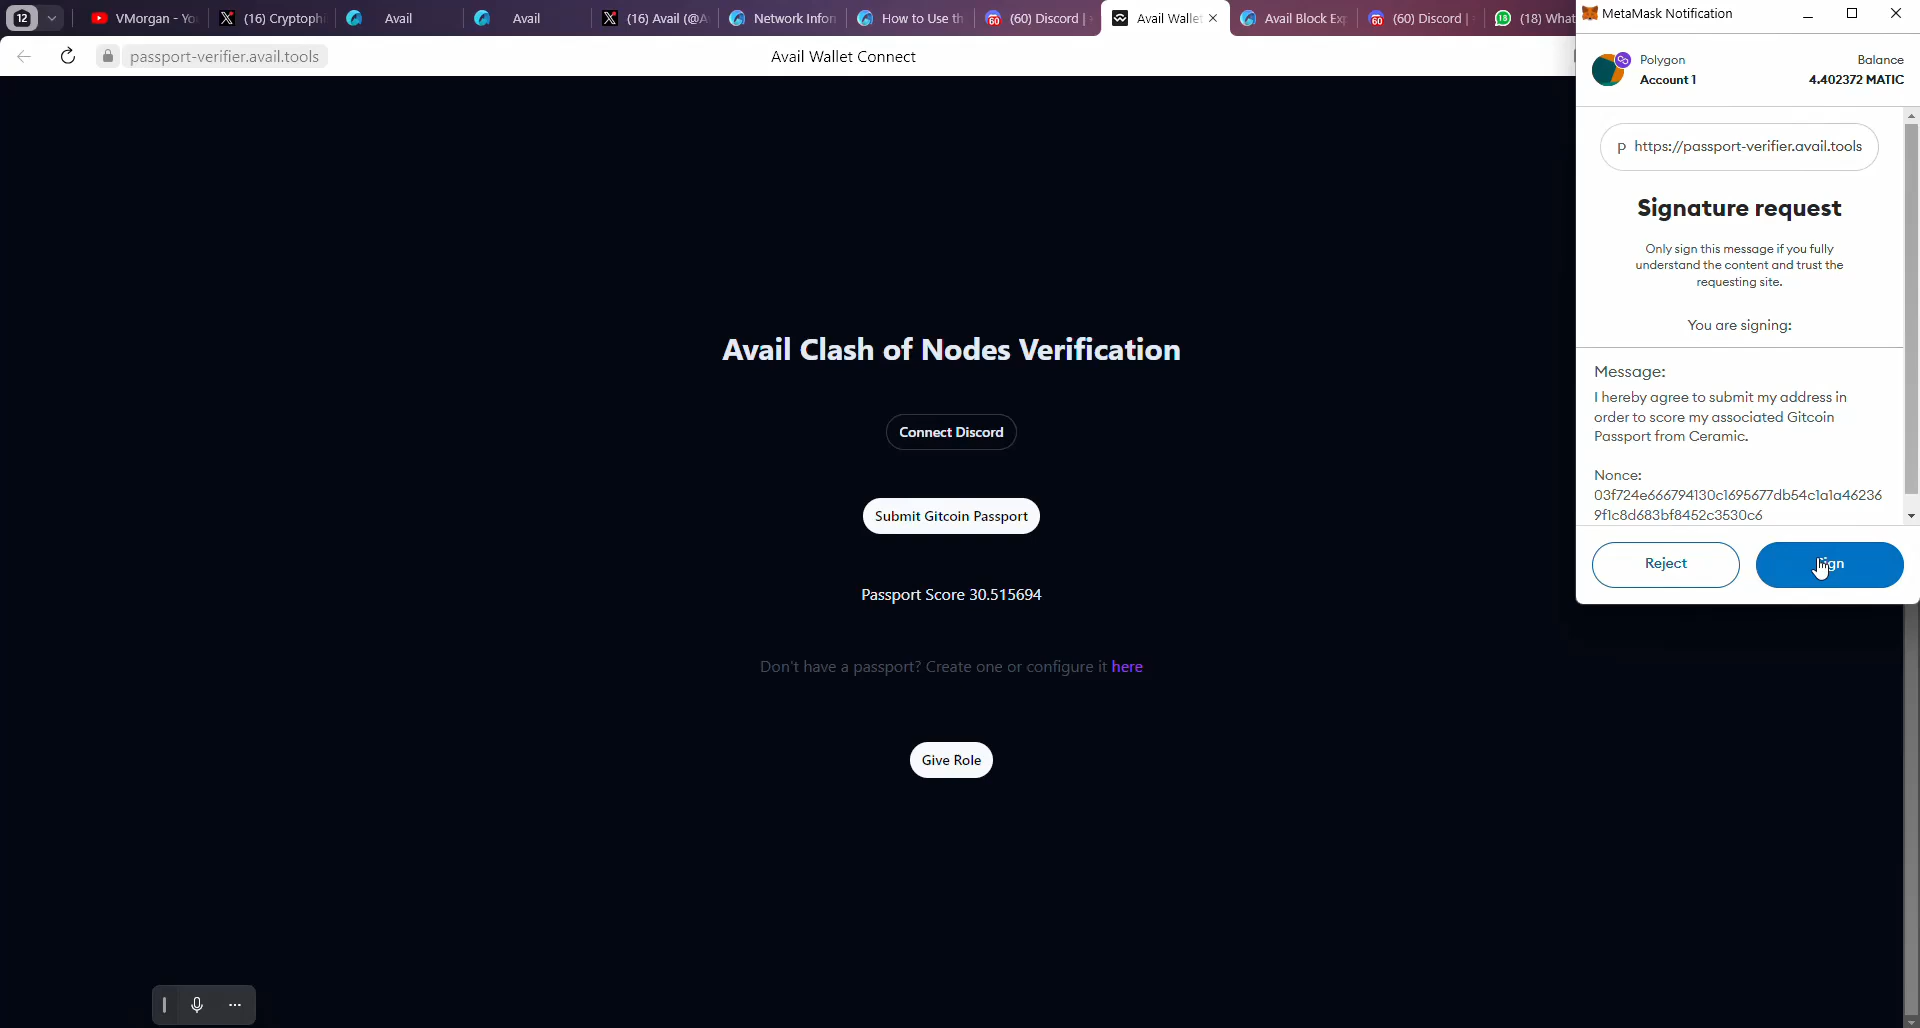 12
VMorgan - Yo
(16) Cryptoph
Avail
Avail
(16) Avail (@A
Network Infor
How to Use th
60
(60) Discord |
Avail Walle
Avail Block Ex
60
(60) Discord |
18
(18) What
MetaMask Notification
passport-verifier.avail.tools
Avail Wallet Connect
Polygon
Account 1
Balance
4.402372 MATIC
P https://passport-verifier.avail.tools
Signature request
Only sign this message if you fully
understand the content and trust the
requesting site.
You are signing:
Message:
I hereby agree to submit my address in
order to score my associated Gitcoin
Passport from Ceramic.
Nonce:
03f724e666794130c1695677db54c1a1a46236
9f1c8d683bf8452c3530c6
Reject
Avail Clash of Nodes Verification
Connect Discord
Submit Gitcoin Passport
Passport Score 30.515694
Don't have a passport? Create one or configure it here
Give Role